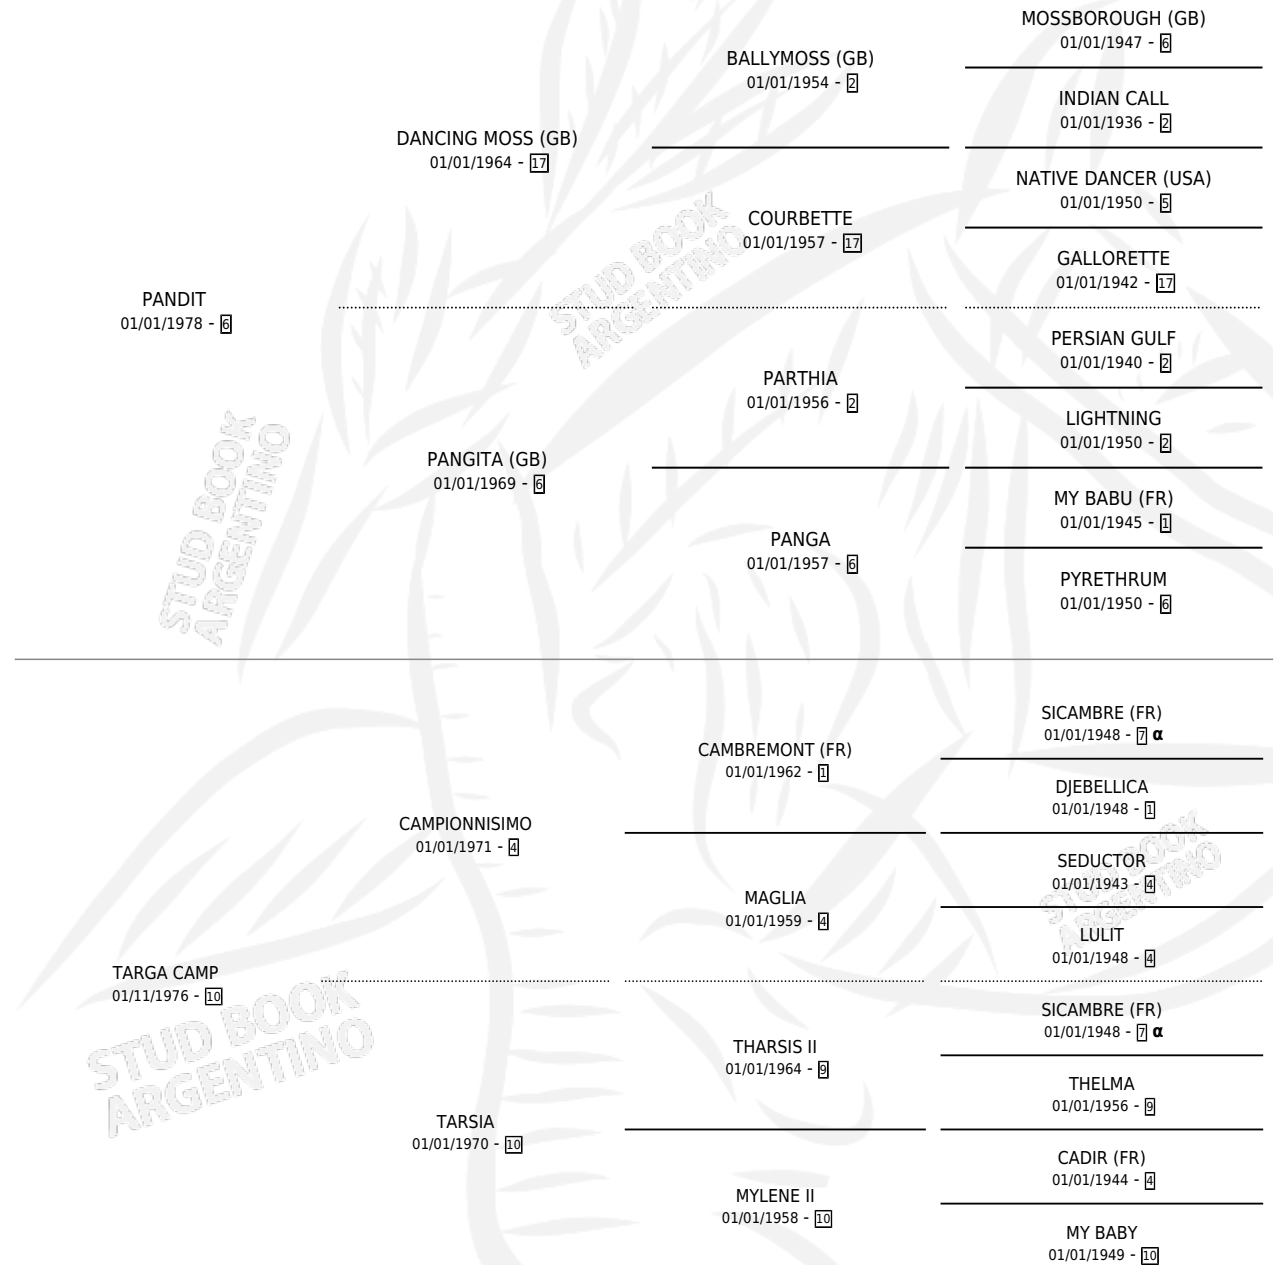 MOSSBOROUGH (GB)
01/01/1947 - 6
BALLYMOSS (GB)
01/01/1954 - 2
INDIAN CALL
01/01/1936 - 2
DANCING MOSS (GB)
01/01/1964 - 17
NATIVE DANCER (USA)
01/01/1950 - 5
COURBETTE
01/01/1957 - 17
GALLORETTE
01/01/1942 - 17
PANDIT
01/01/1978 - 6
PERSIAN GULF
01/01/1940 - 2
PARTHIA
01/01/1956 - 2
LIGHTNING
01/01/1950 - 2
PANGITA (GB)
01/01/1969 - 6
MY BABU (FR)
01/01/1945 - 1
PANGA
01/01/1957 - 6
PYRETHRUM
01/01/1950 - 6
STUD BOOK
ARGENTINO
STUD BOOK
ARGENTINO
SICAMBRE (FR)
01/01/1948 - 7 α
CAMBREMONT (FR)
01/01/1962 - 1
DJEBELLICA
01/01/1948 - 1
CAMPIONNISIMO
01/01/1971 - 4
SEDUCTOR
01/01/1943 - 4
MAGLIA
01/01/1959 - 4
LULIT
01/01/1948 - 4
TARGA CAMP
01/11/1976 - 10
SICAMBRE (FR)
01/01/1948 - 7 α
THARSIS II
01/01/1964 - 9
THELMA
01/01/1956 - 9
TARSIA
01/01/1970 - 10
CADIR (FR)
01/01/1944 - 4
MYLENE II
01/01/1958 - 10
MY BABY
01/01/1949 - 10
STUD BOOK
ARGENTINO
STUD BOOK
ARGENTINO